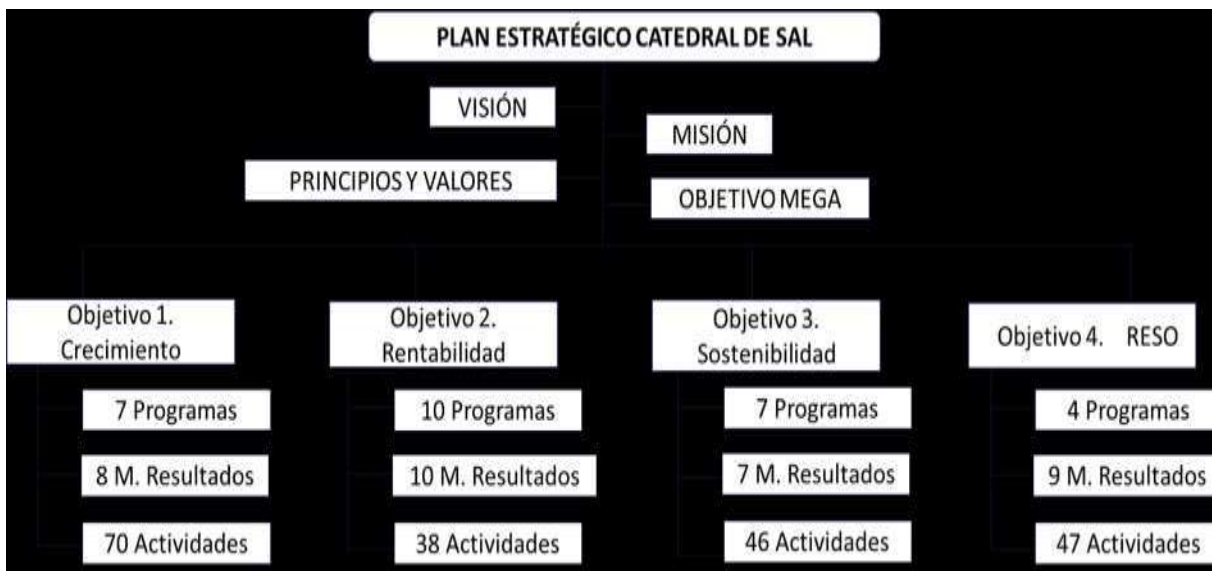 PLAN ESTRATÉGICO CATEDRAL DE SAL
VISIÓN
MISIÓN
PRINCIPIOS Y VALORES
OBJETIVO MEGA
Objetivo 1.
Crecimiento
7 Programas
8 M. Resultados
70 Actividades
Objetivo 2.
Rentabilidad
10 Programas
10 M. Resultados
38 Actividades
Objetivo 3.
Sostenibilidad
7 Programas
7 M. Resultados
46 Actividades
Objetivo 4. RESO
4 Programas
9 M. Resultados
47 Actividades